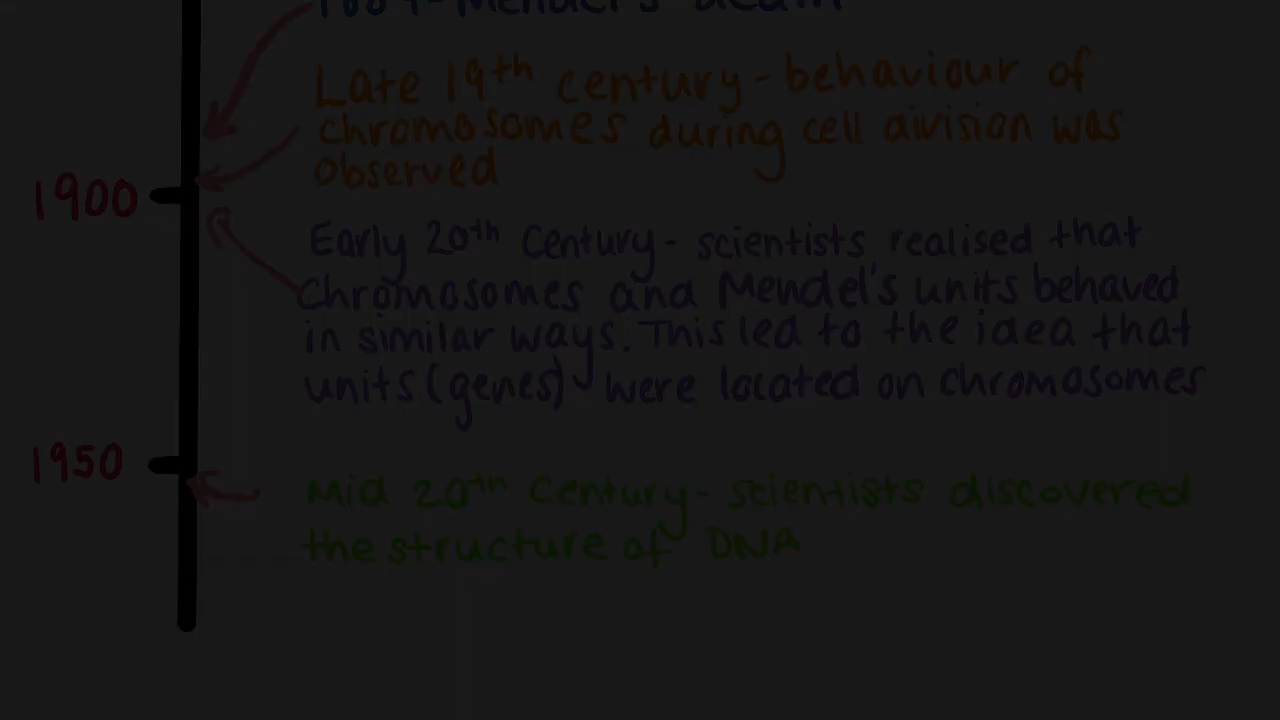 1884-Mendel's death
Late 19th century - behaviour of
chromosomes during cell division was
observed
1900
Early 20th Century - scientists realised that
chromosomes and Mendel's units behaved
in similar ways. This led to the idea that
units (genes) were located on chromosomes
1950
Mid 20th Century - scientists discovered
the structure of DNA